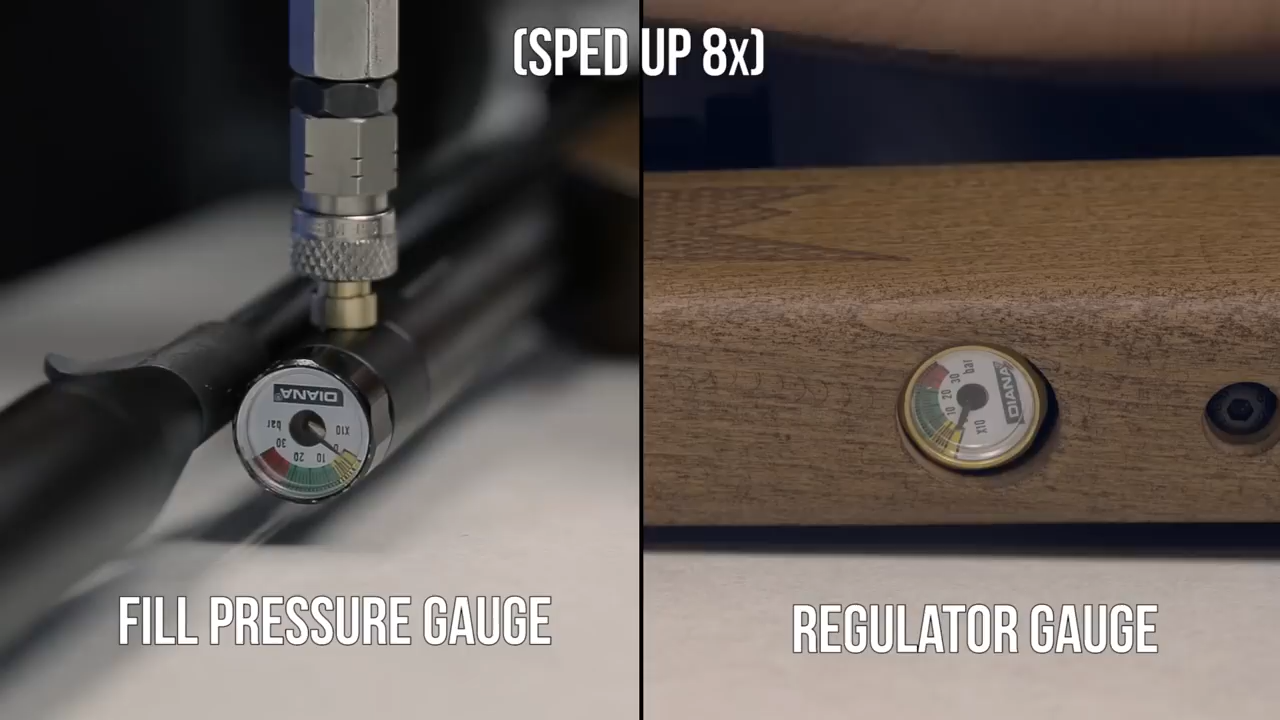 (SPED UP 8x)
DIANA
bar
X10
30
20
10
0
FILL PRESSURE GAUGE
DIANA
bar
30
20
10
X10
REGULATOR GAUGE